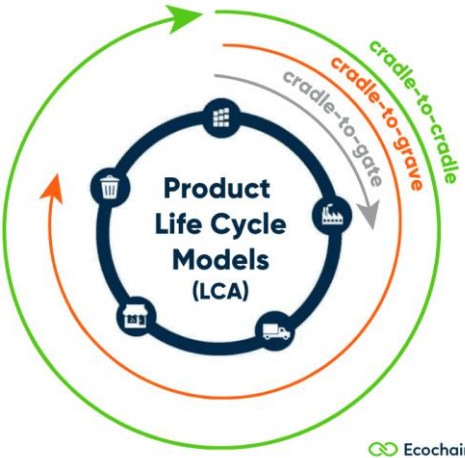 cradle-to-cradle
cradle-to-grave
cradle-to-gate
Product
Life Cycle
Models
(LCA)
Ecochain